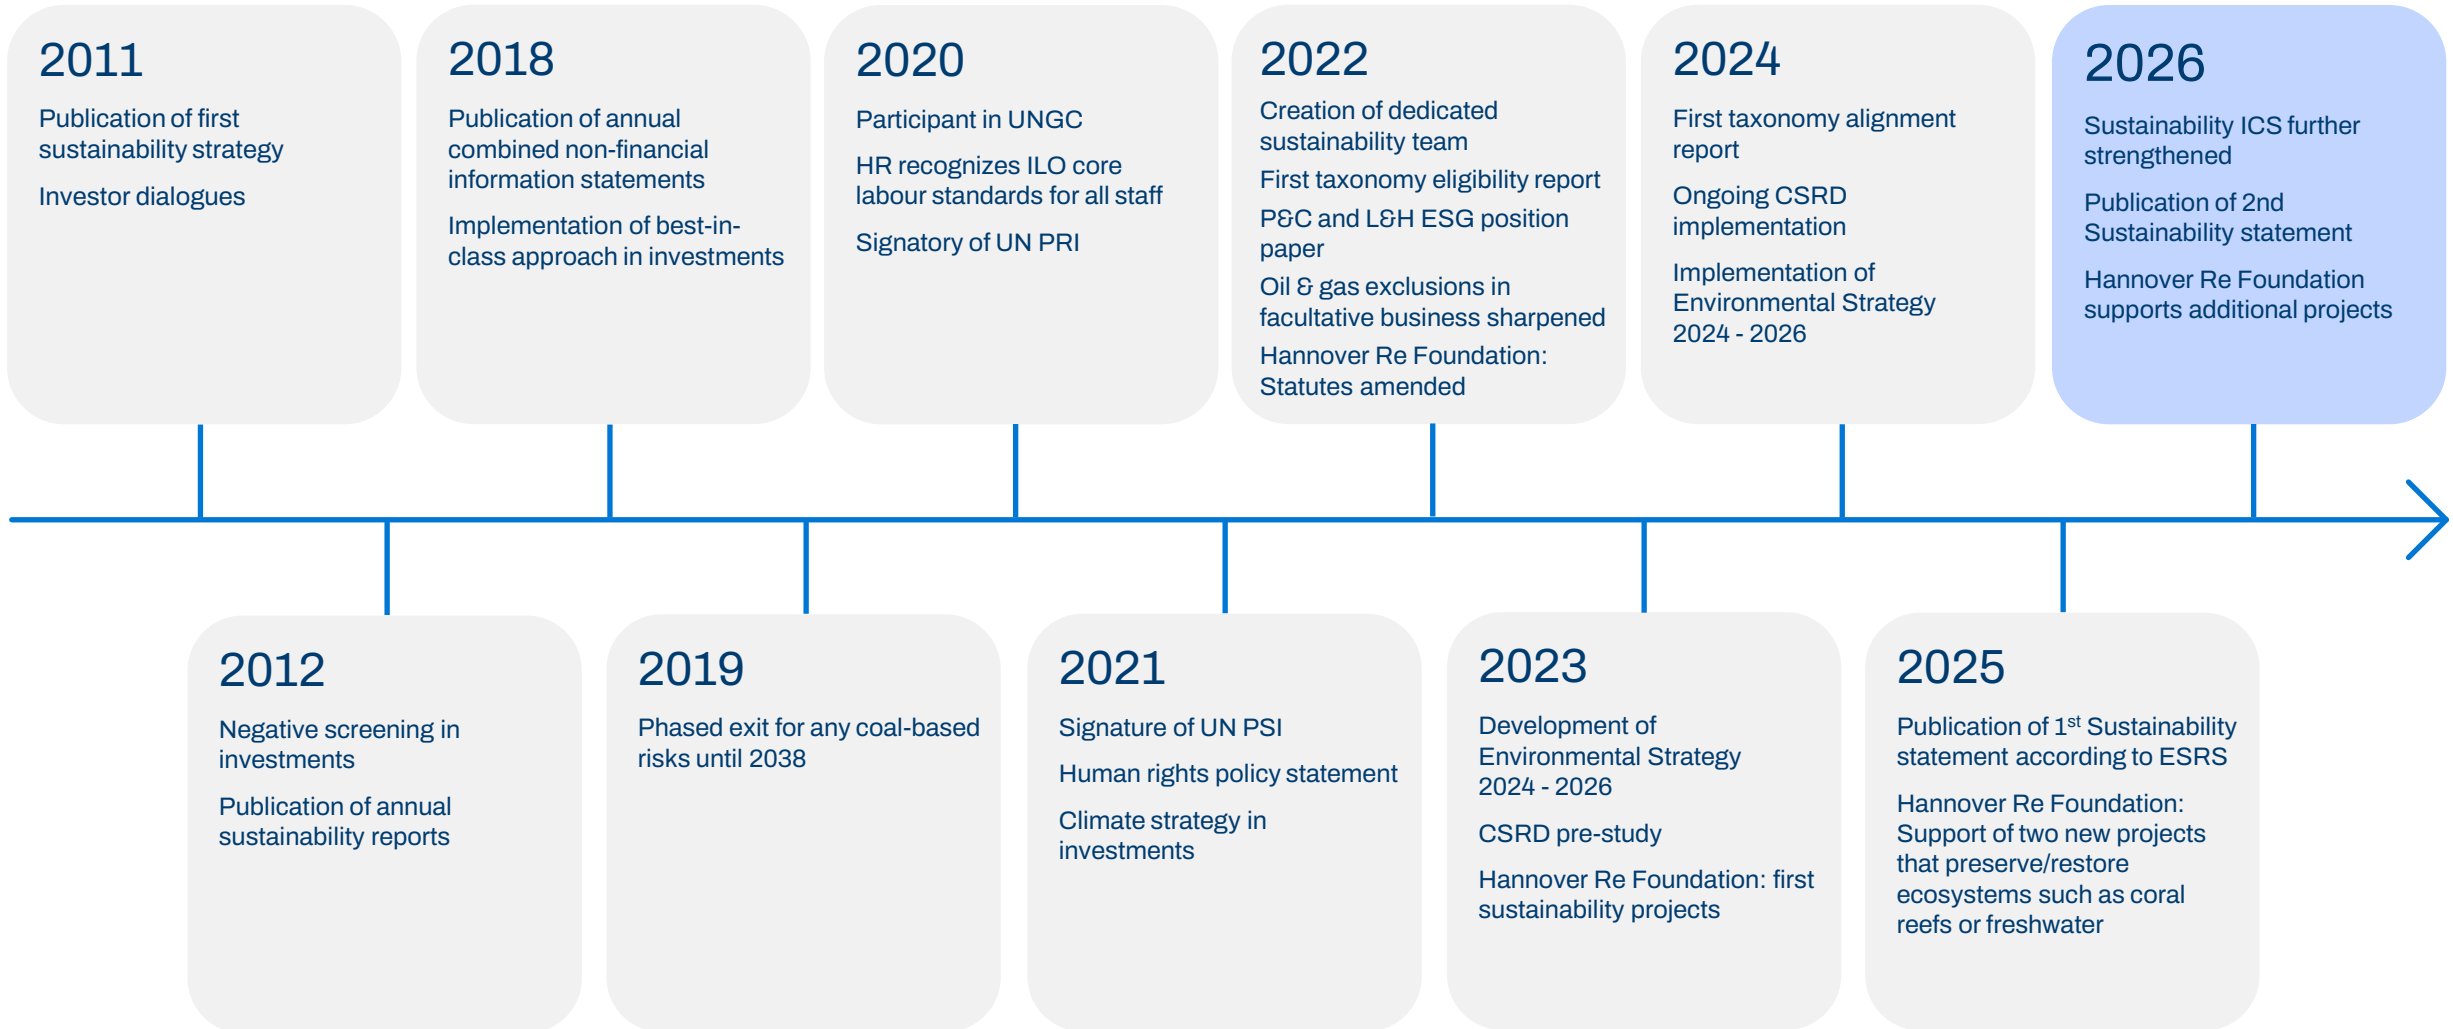 2011
Publication of first
sustainability strategy
Investor dialogues
2018
Publication of annual
combined non-financial
information statements
Implementation of best-in-
class approach in investments
2020
Participant in UNGC
HR recognizes ILO core
labour standards for all staff
Signatory of UN PRI
2022
Creation of dedicated
sustainability team
First taxonomy eligibility report
P&C and L&H ESG position
paper
Oil & gas exclusions in
facultative business sharpened
Hannover Re Foundation:
Statutes amended
2024
First taxonomy alignment
report
Ongoing CSRD
implementation
Implementation of
Environmental Strategy
2024 - 2026
2026
Sustainability ICS further
strengthened
Publication of 2nd
Sustainability statement
Hannover Re Foundation
supports additional projects
2012
Negative screening in
investments
Publication of annual
sustainability reports
2019
Phased exit for any coal-based
risks until 2038
2021
Signature of UN PSI
Human rights policy statement
Climate strategy in
investments
2023
Development of
Environmental Strategy
2024 - 2026
CSRD pre-study
Hannover Re Foundation: first
sustainability projects
2025
Publication of 1st Sustainability
statement according to ESRS
Hannover Re Foundation:
Support of two new projects
that preserve/restore
ecosystems such as coral
reefs or freshwater